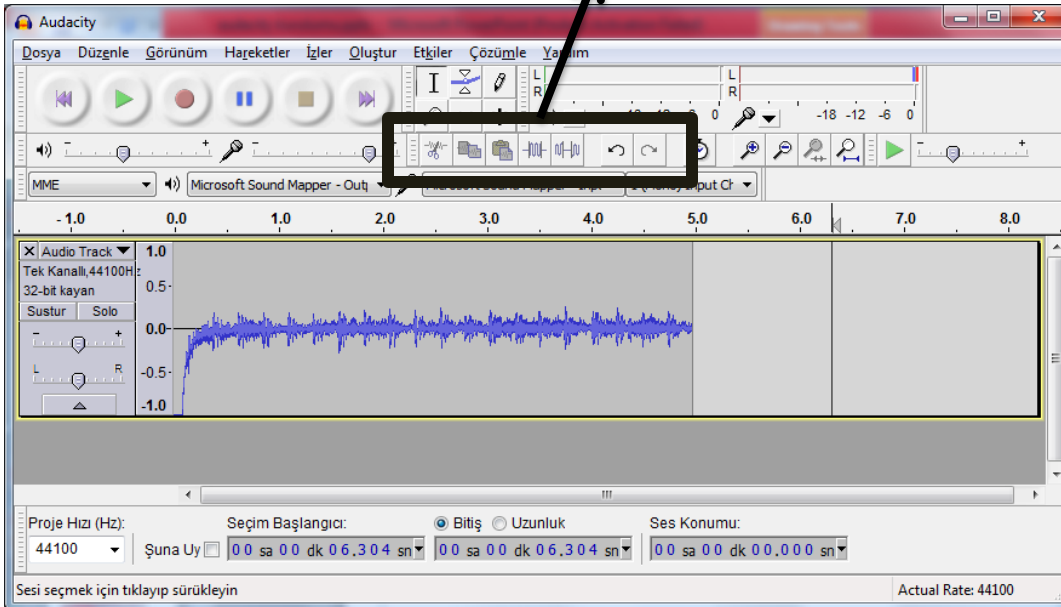 Audacity
Dosya Düzenle Görünüm Hareketler İzler Oluştur Etkiler Çözümle Yardım
L
R
L
R
0
-18 -12 -6 0
MME
Microsoft Sound Mapper - Outp
-1.0 0.0 1.0 2.0 3.0 4.0 5.0 6.0 7.0 8.0
Audio Track
Tek Kanallı,44100Hz
32-bit kayan
Sustur Solo
- +
L R
1.0
0.5
0.0
-0.5
-1.0
Proje Hızı (Hz): Seçim Başlangıcı: Bitiş Uzunluk Ses Konumu:
44100 Şuna Uy 00 sa 00 dk 06.304 sn 00 sa 00 dk 06.304 sn 00 sa 00 dk 00.000 sn
Sesi seçmek için tıklayıp sürükleyin Actual Rate: 44100